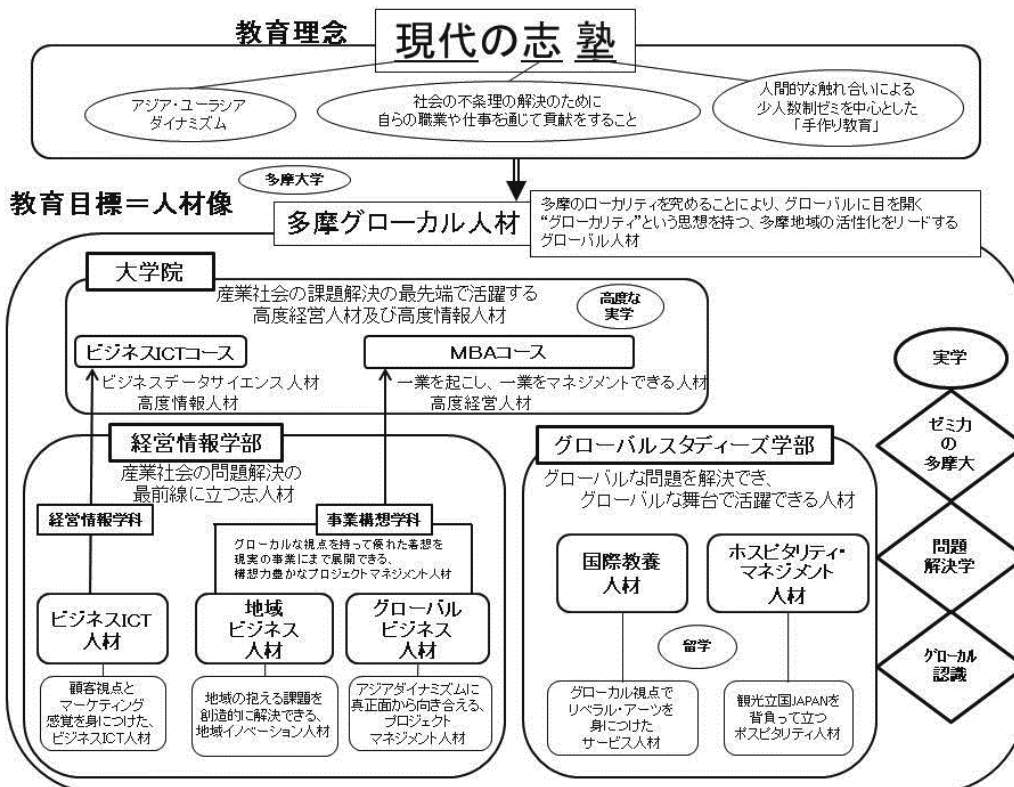 教育理念
現代の志塾
アジア・ユーラシア
ダイナミズム
社会の不条理の解決のために
自らの職業や仕事を通じて貢献をすること
人間的な触れ合いによる
少人数制ゼミを中心とした
「手作り教育」
多摩大学
教育目標＝人材像
多摩グローカル人材
多摩のローカリティを究めることにより、グローバルに目を開く
“グローカリティ”という思想を持つ、多摩地域の活性化をリードする
グローバル人材
大学院
産業社会の課題解決の最先端で活躍する
高度経営人材及び高度情報人材
高度な
実学
ビジネスICTコース
ビジネスデータサイエンス人材
高度情報人材
MBAコース
一業を起こし、一業をマネジメントできる人材
高度経営人材
経営情報学部
産業社会の問題解決の
最前線に立つ志人材
経営情報学科
事業構想学科
グローカルな視点を持って優れた着想を
現実の事業にまで展開できる、
構想力豊かなプロジェクトマネジメント人材
ビジネスICT
人材
地域
ビジネス
人材
グローバル
ビジネス
人材
顧客視点と
マーケティング
感覚を身につけた、
ビジネスICT人材
地域の抱える課題を
創造的に解決できる、
地域イノベーション人材
アジアダイナミズムに
真正面から向き合える、
プロジェクト
マネジメント人材
グローバルスタディーズ学部
グローバルな問題を解決でき、
グローバルな舞台で活躍できる人材
国際教養
人材
ホスピタリティ・
マネジメント
人材
留学
グローカル視点で
リベラル・アーツを
身につけた
サービス人材
観光立国JAPANを
背負って立つ
ホスピタリティ人材
実学
ゼミ力
の
多摩大
問題
解決学
グローカル
認識